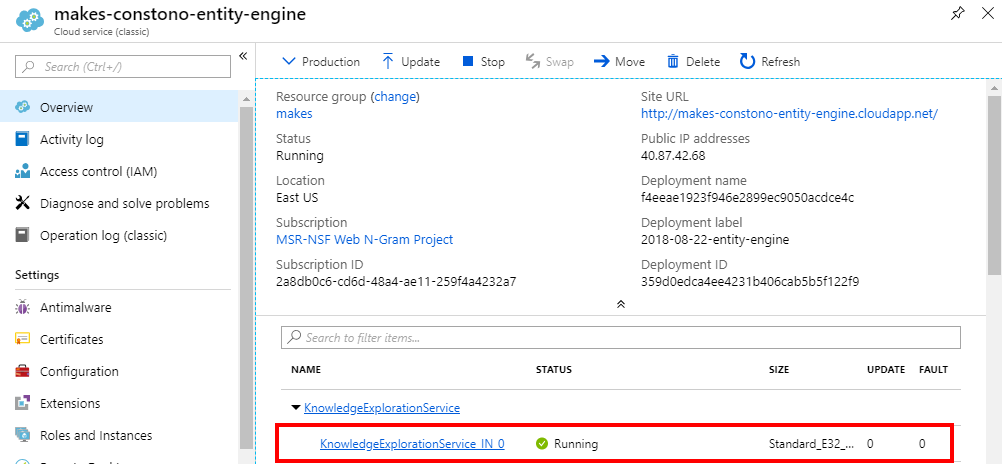 makes-constono-entity-engine
Cloud service (classic)
Search (Ctrl+/)
Overview
Activity log
Access control (IAM)
Diagnose and solve problems
Operation log (classic)
Settings
Antimalware
Certificates
Configuration
Extensions
Roles and Instances
Production
Update
Stop
Swap
Move
Delete
Refresh
Resource group (change)
makes
Status
Running
Location
East US
Subscription
MSR-NSF Web N-Gram Project
Subscription ID
2a8db0c6-cd6d-48a4-ae11-259f4a4232a7
Site URL
http://makes-constono-entity-engine.cloudapp.net/
Public IP addresses
40.87.42.68
Deployment name
f4eeae1923f946e2899ec9050acdce4c
Deployment label
2018-08-22-entity-engine
Deployment ID
359d0edca4ee4231b406cab5b5f122f9
Search to filter items...
NAME STATUS SIZE UPDATE FAULT
KnowledgeExplorationService
KnowledgeExplorationService_IN_0 Running Standard_E32_... 0 0